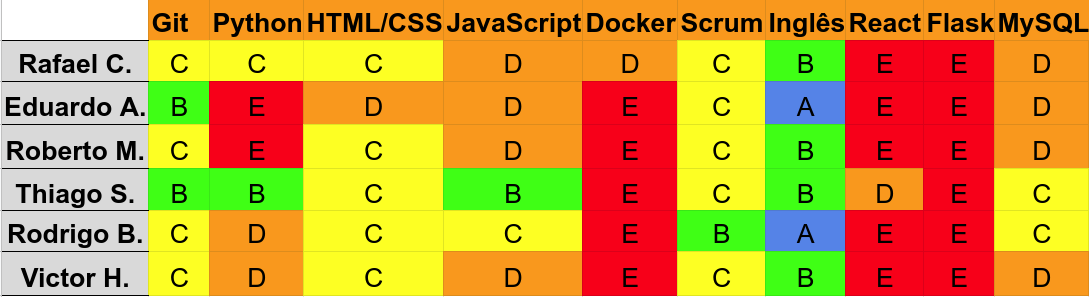 Git Python HTML/CSS JavaScript Docker Scrum Inglês React Flask MySQL
Rafael C. C C C D D C B E E D
Eduardo A. B E D D E C A E E D
Roberto M. C E C D E C B E E D
Thiago S. B B C B E C B D E C
Rodrigo B. C D C C E B A E E C
Victor H. C D C D E C B E E D